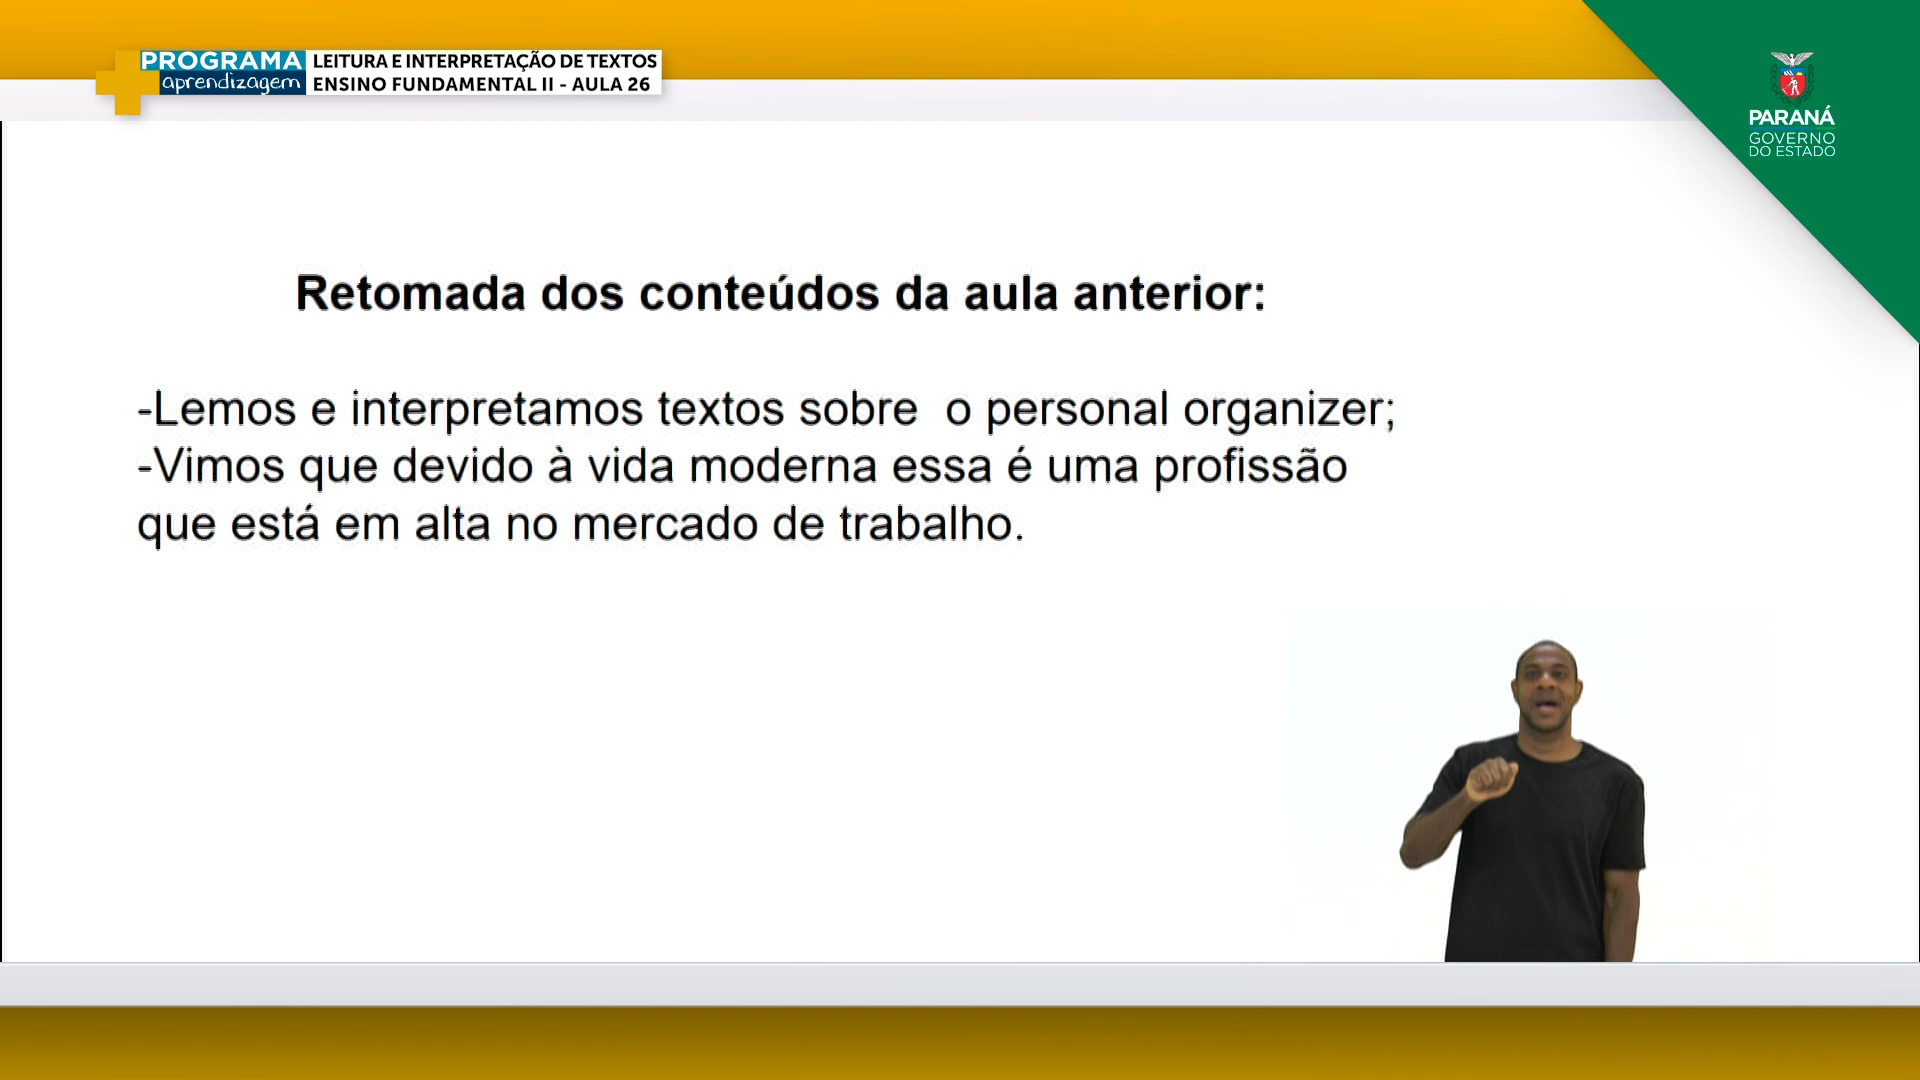 PROGRAMA
aprendizagem
LEITURA E INTERPRETAÇÃO DE TEXTOS
ENSINO FUNDAMENTAL II - AULA 26
PARANÁ
GOVERNO
DO ESTADO
Retomada dos conteúdos da aula anterior:
-Lemos e interpretamos textos sobre  o personal organizer;
-Vimos que devido à vida moderna essa é uma profissão
que está em alta no mercado de trabalho.